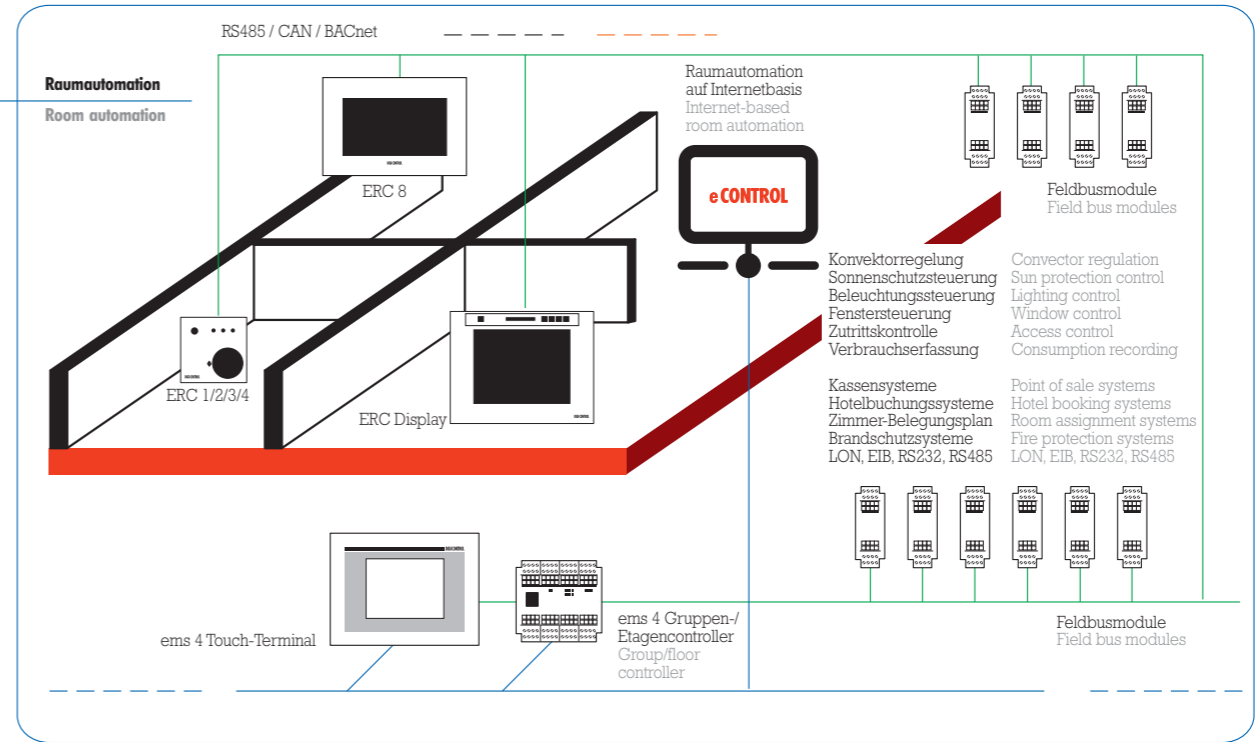 RS485 / CAN / BACnet
Raumautomation
Room automation
Raumautomation
auf Internetbasis
Internet-based
room automation
e CONTROL
ERC 8
ERC 1/2/3/4
ERC Display
Feldbusmodule
Field bus modules
Konvektorregelung Convector regulation
Sonnenschutzsteuerung Sun protection control
Beleuchtungssteuerung Lighting control
Fenstersteuerung Window control
Zutrittskontrolle Access control
Verbrauchserfassung Consumption recording
Kassensysteme Point of sale systems
Hotelbuchungssysteme Hotel booking systems
Zimmer-Belegungsplan Room assignment systems
Brandschutzsysteme Fire protection systems
LON, EIB, RS232, RS485 LON, EIB, RS232, RS485
ems 4 Touch-Terminal
ems 4 Gruppen-/
Etagencontroller
Group/floor
controller
Feldbusmodule
Field bus modules